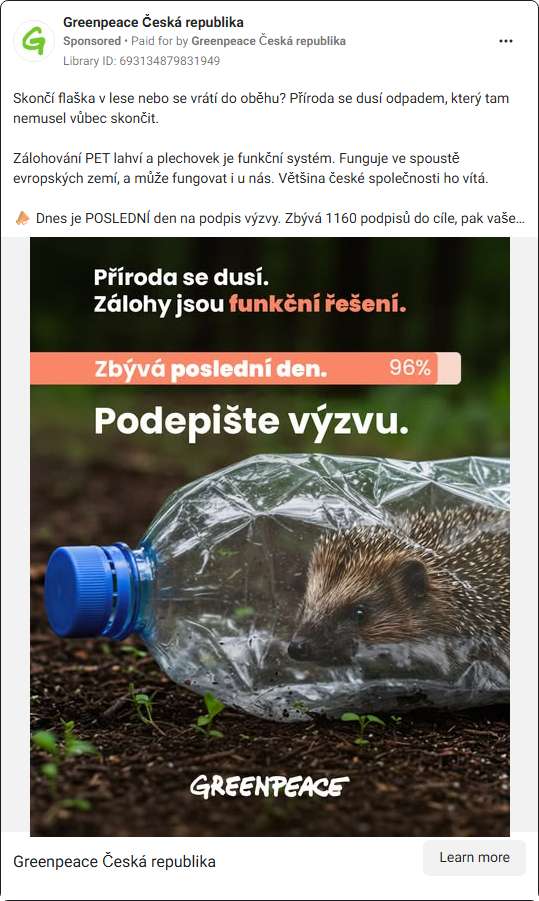 Greenpeace Česká republika
Sponsored • Paid for by Greenpeace Česká republika
Library ID: 693134879831949
Skončí flaška v lese nebo se vrátí do oběhu? Příroda se dusí odpadem, který tam
nemusel vůbec skončit.
Zálohování PET lahví a plechovek je funkční systém. Funguje ve spoustě
evropských zemí, a může fungovat i u nás. Většina české společnosti ho vítá.
📣 Dnes je POSLEDNÍ den na podpis výzvy. Zbývá 1160 podpisů do cíle, pak vaše...
Příroda se dusí.
Zálohy jsou funkční řešení.
Zbývá poslední den. 96%
Podepište výzvu.
GREENPEACE
Greenpeace Česká republika
Learn more